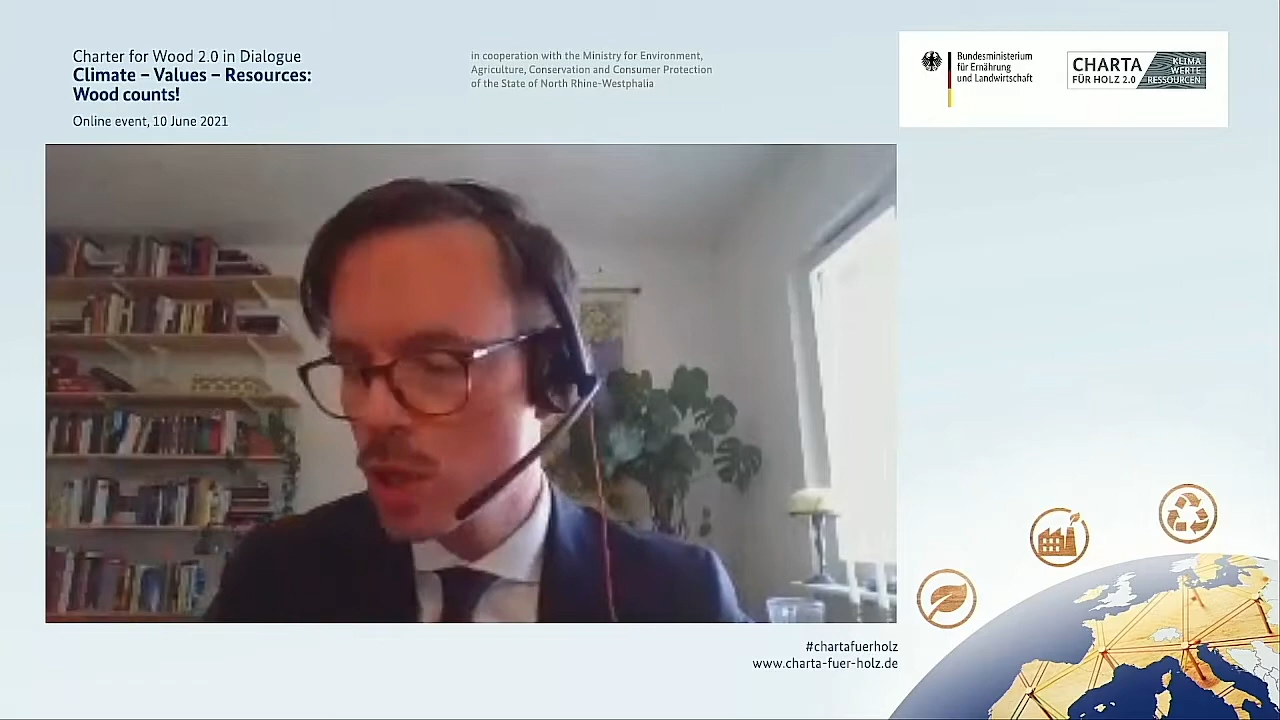 Charter for Wood 2.0 in Dialogue
Climate – Values – Resources:
Wood counts!
Online event, 10 June 2021
in cooperation with the Ministry for Environment,
Agriculture, Conservation and Consumer Protection
of the State of North Rhine-Westphalia
Bundesministerium
für Ernährung
und Landwirtschaft
CHARTA
FÜR HOLZ 2.0
KLIMA
WERTE
RESSOURCEN
#chartafuerholz
www.charta-fuer-holz.de